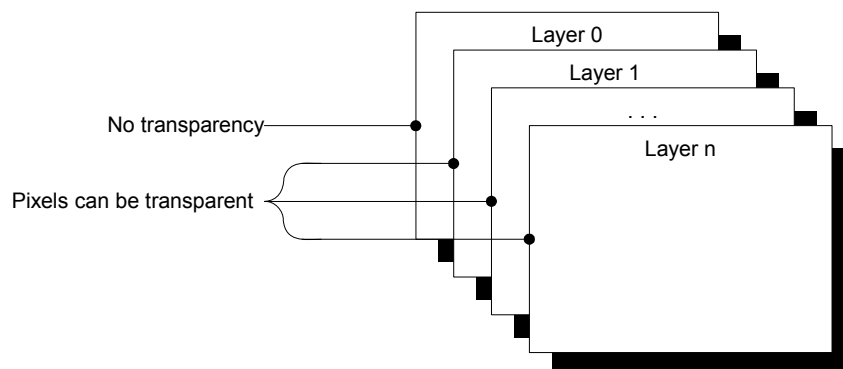 Layer 0
Layer 1
. . .
Layer n
No transparency
Pixels can be transparent